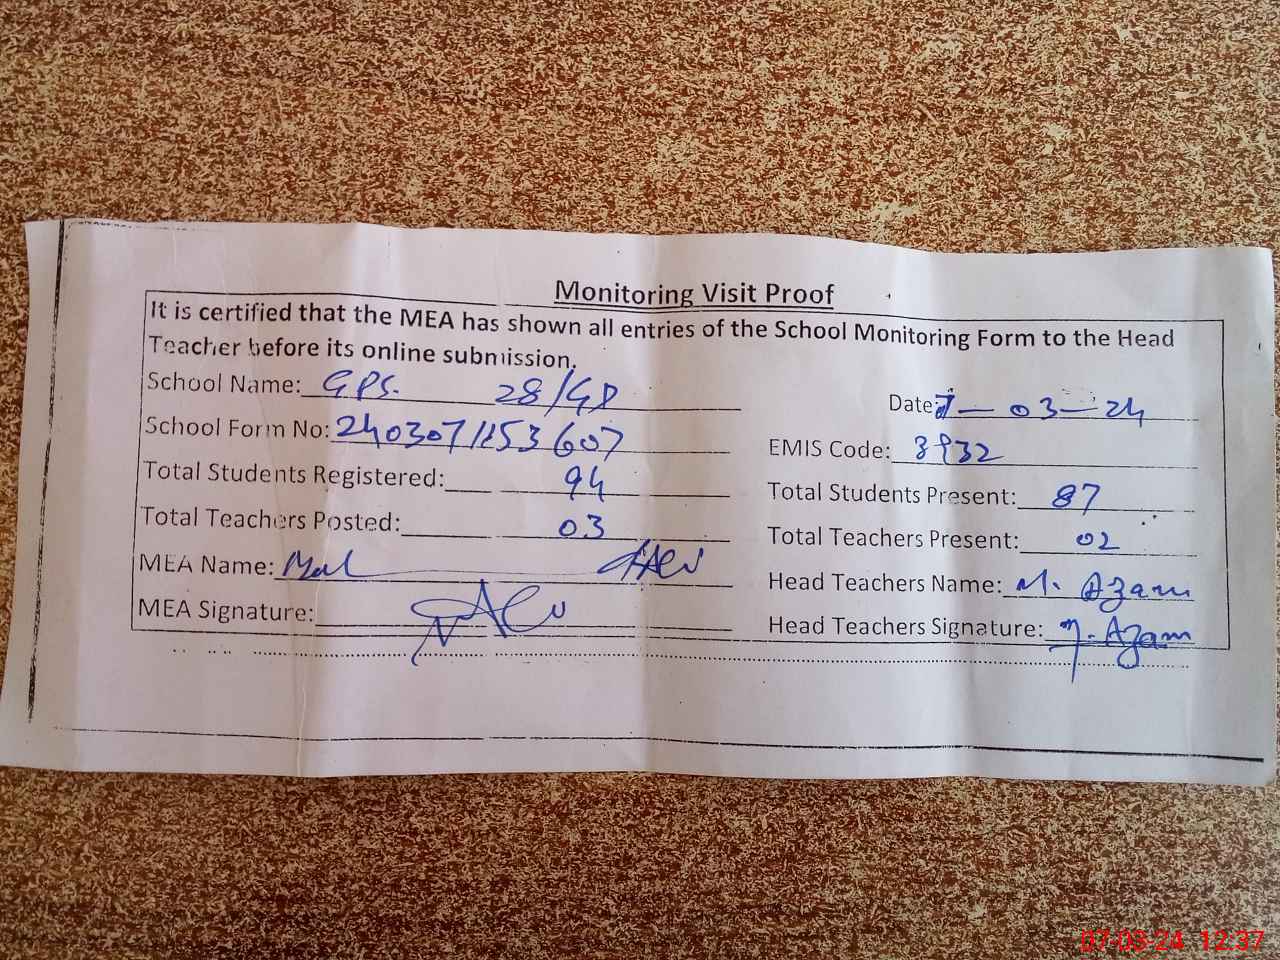 Monitoring Visit Proof
It is certified that the MEA has shown all entries of the School Monitoring Form to the Head
Teacher before its online submission.
School Name: GPS. 28/GD
Date: 7-03-24
School Form No: 2403071253607
EMIS Code: 3932
Total Students Registered: 94
Total Students Present: 87
Total Teachers Posted: 03
Total Teachers Present: 02
MEA Name:
Head Teachers Name: M. Azam
MEA Signature:
Head Teachers Signature: M. Azam
07-03-24 12:37